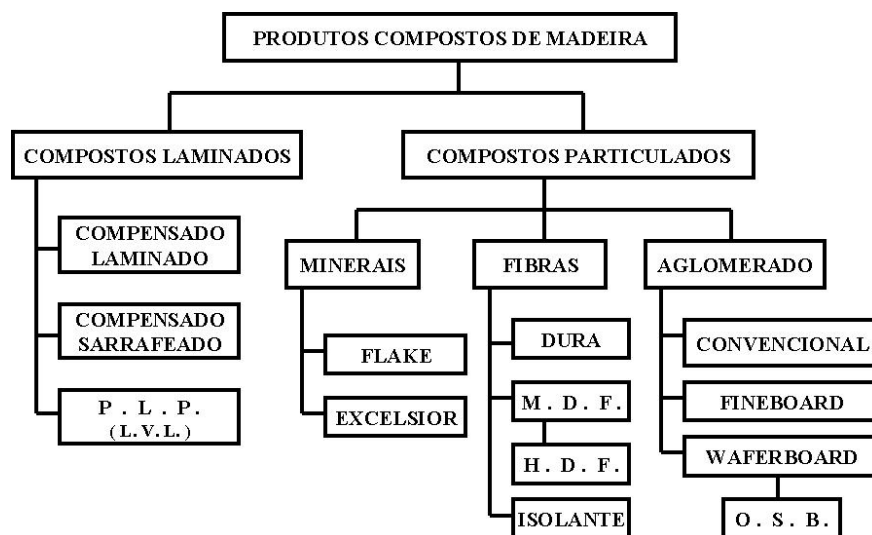 PRODUTOS COMPOSTOS DE MADEIRA
COMPOSTOS LAMINADOS
COMPENSADO
LAMINADO
COMPENSADO
SARRAFEADO
P . L . P.
( L. V. L. )
COMPOSTOS PARTICULADOS
MINERAIS
FLAKE
EXCELSIOR
FIBRAS
DURA
M . D . F.
H . D . F.
ISOLANTE
AGLOMERADO
CONVENCIONAL
FINEBOARD
WAFERBOARD
O . S . B.